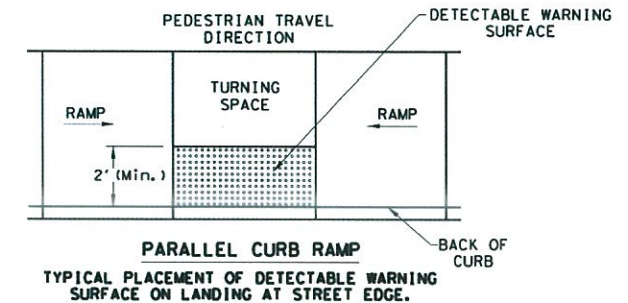 PEDESTRIAN TRAVEL
DIRECTION
DETECTABLE WARNING
SURFACE
TURNING
SPACE
RAMP
RAMP
2' (Min.)
PARALLEL CURB RAMP
BACK OF
CURB
TYPICAL PLACEMENT OF DETECTABLE WARNING
SURFACE ON LANDING AT STREET EDGE.